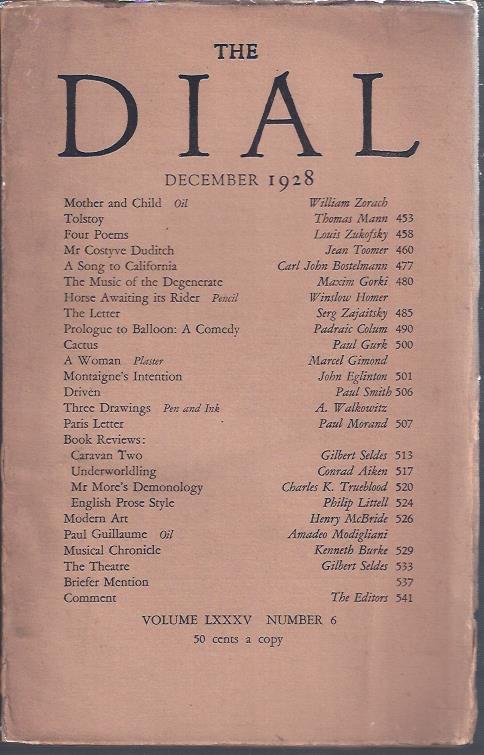 THE
DIAL
DECEMBER 1928
Mother and Child Oil William Zorach
Tolstoy Thomas Mann 453
Four Poems Louis Zukofsky 458
Mr Costyve Duditch Jean Toomer 460
A Song to California Carl John Bostelmann 477
The Music of the Degenerate Maxim Gorki 480
Horse Awaiting its Rider Pencil Winslow Homer
The Letter Serg Zajaitsky 485
Prologue to Balloon: A Comedy Padraic Colum 490
Cactus Paul Gurk 500
A Woman Plaster Marcel Gimond
Montaigne's Intention John Eglinton 501
Driven Paul Smith 506
Three Drawings Pen and Ink A. Walkowitz
Paris Letter Paul Morand 507
Book Reviews:
Caravan Two Gilbert Seldes 513
Underworldling Conrad Aiken 517
Mr More's Demonology Charles K. Trueblood 520
English Prose Style Philip Littell 524
Modern Art Henry McBride 526
Paul Guillaume Oil Amadeo Modigliani
Musical Chronicle Kenneth Burke 529
The Theatre Gilbert Seldes 533
Briefer Mention 537
Comment The Editors 541
VOLUME LXXXV NUMBER 6
50 cents a copy